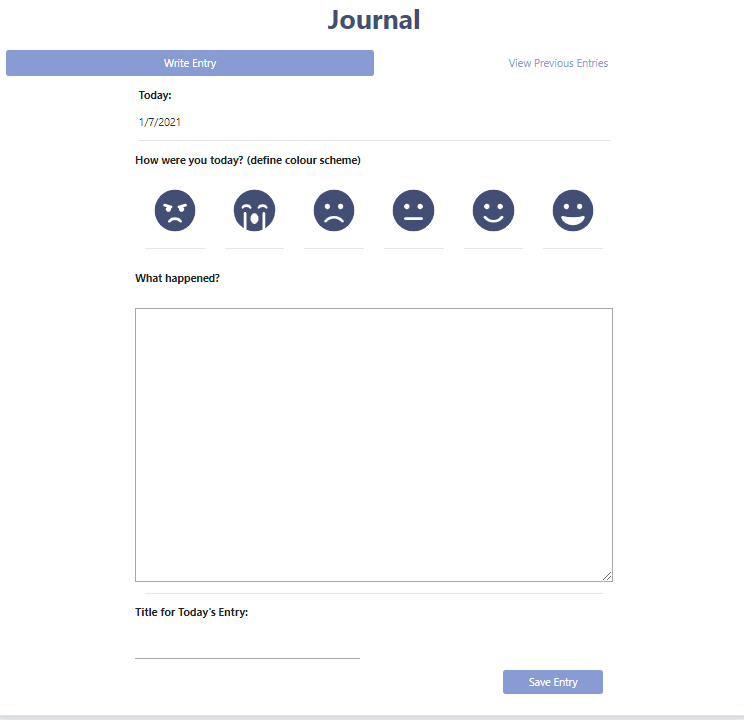 Journal
Write Entry
View Previous Entries
Today:
1/7/2021
How were you today? (define colour scheme)
What happened?
Title for Today's Entry:
Save Entry